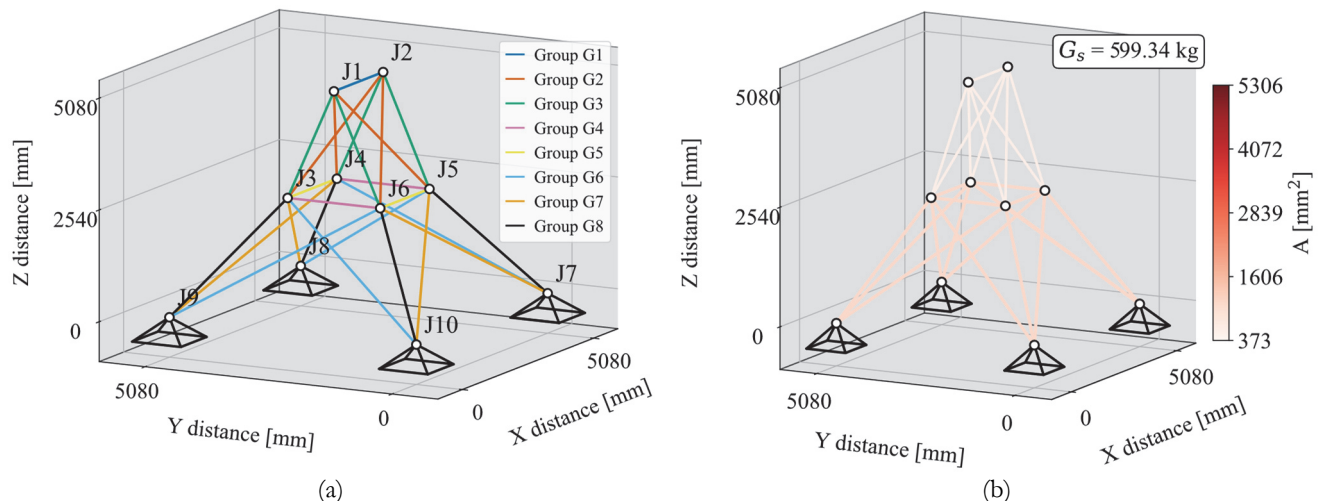 J2
J1
J4
J3
J5
J6
J8
J7
J9
J10
Group G1
Group G2
Group G3
Group G4
Group G5
Group G6
Group G7
Group G8
5080
2540
0
Z distance [mm]
5080
0
Y distance [mm]
0
5080
X distance [mm]
(a)
Gₛ = 599.34 kg
5080
2540
0
Z distance [mm]
5080
0
Y distance [mm]
0
5080
X distance [mm]
5306
4072
2839
1606
373
A [mm²]
(b)